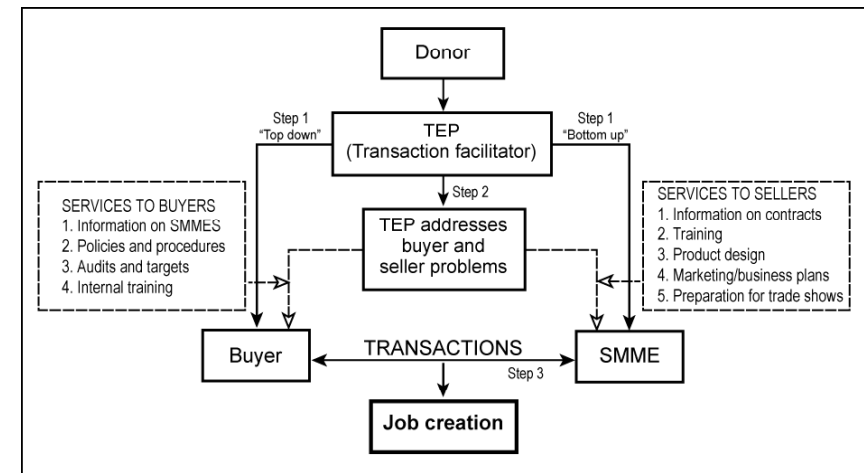 Donor
Step 1
“Top down”
TEP
(Transaction facilitator)
Step 1
“Bottom up”
Step 2
SERVICES TO BUYERS
1. Information on SMMES
2. Policies and procedures
3. Audits and targets
4. Internal training
TEP addresses
buyer and
seller problems
SERVICES TO SELLERS
1. Information on contracts
2. Training
3. Product design
4. Marketing/business plans
5. Preparation for trade shows
Buyer
TRANSACTIONS
Step 3
SMME
Job creation